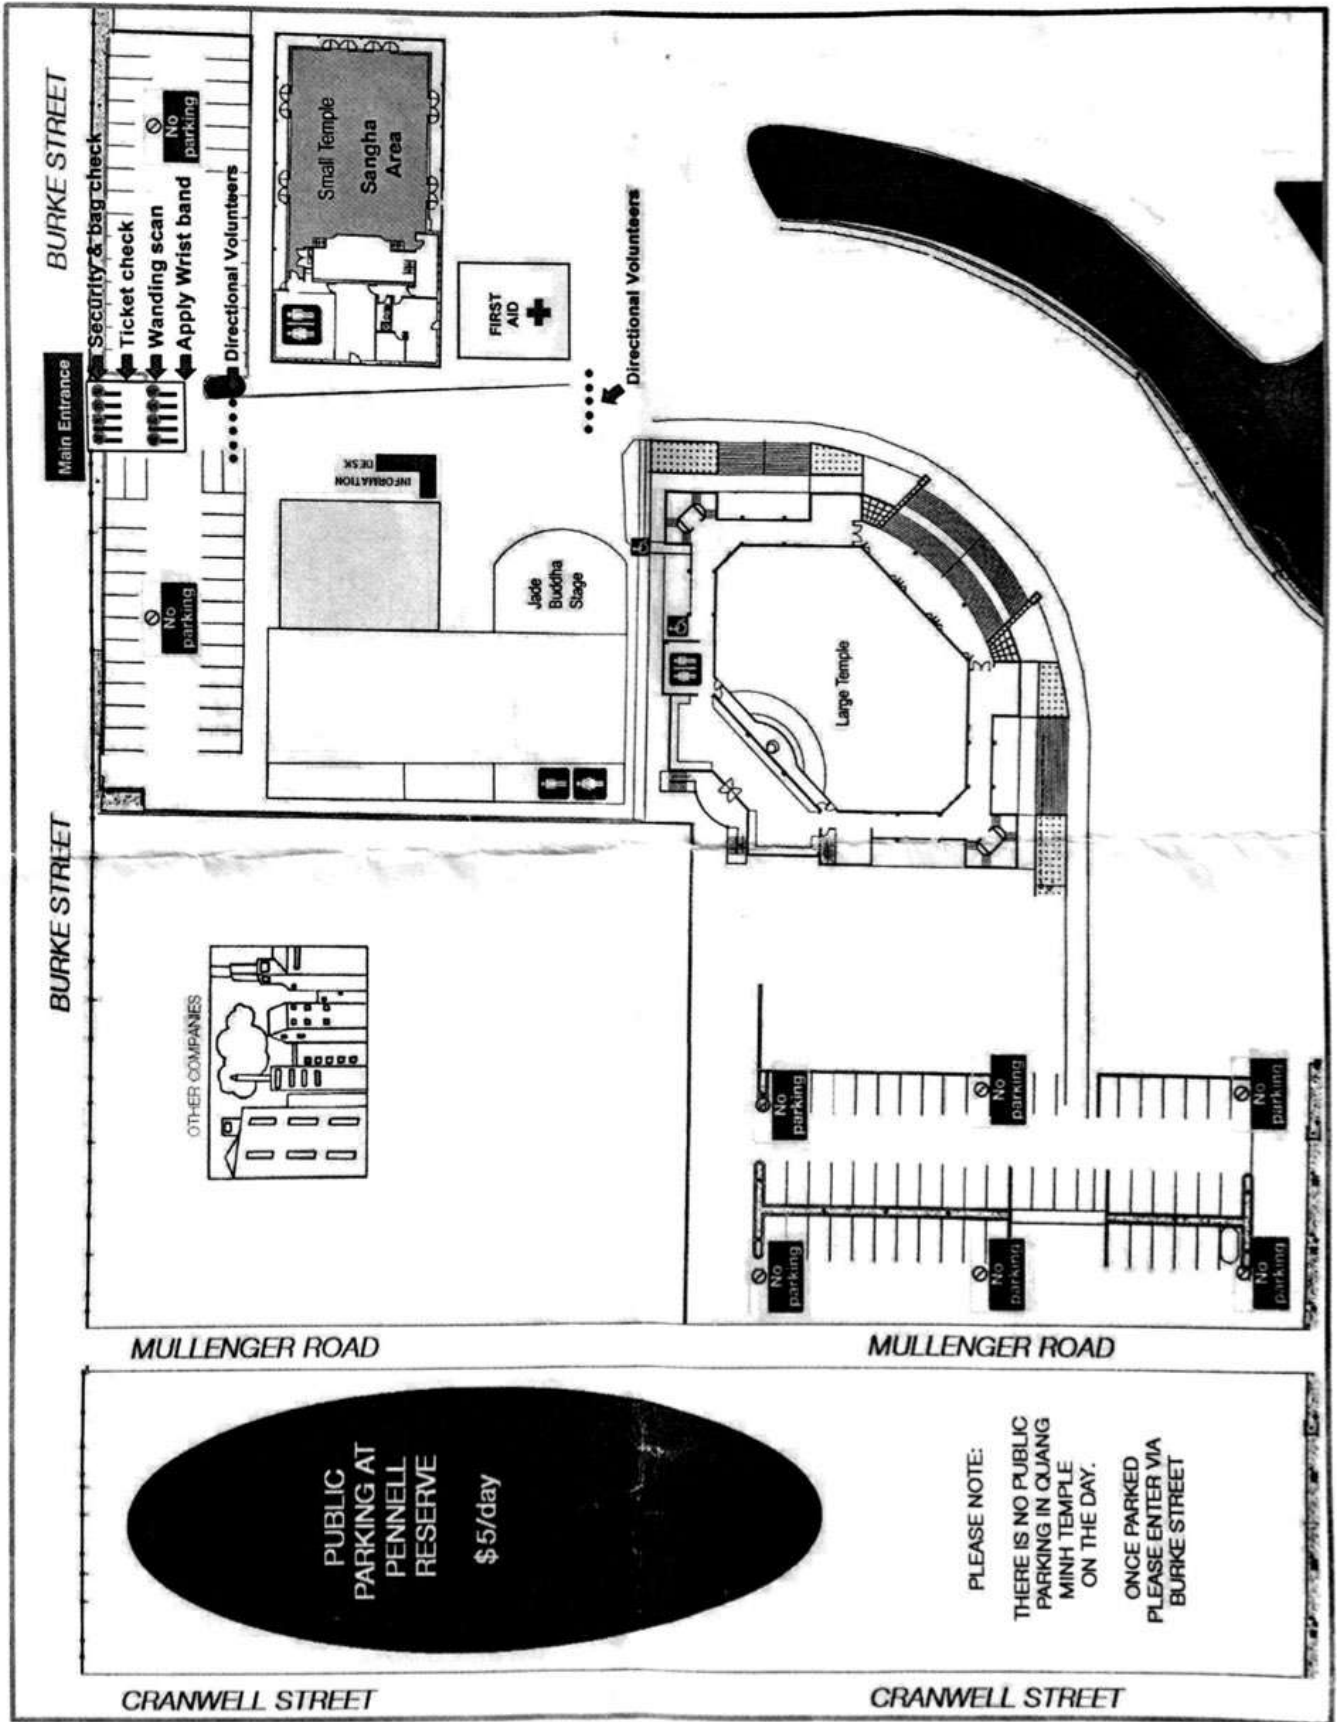 BURKE STREET
BURKE STREET
Main Entrance
Security & bag check
Ticket check
Wanding scan
Apply Wrist band
Directional Volunteers
No
parking
No
parking
Small Temple
Sangha
Area
FIRST
AID
Directional Volunteers
INFORMATION
DESK
Jade
Buddha
Stage
Large Temple
OTHER COMPANIES
No
parking
No
parking
No
parking
No
parking
No
parking
No
parking
MULLENGER ROAD
MULLENGER ROAD
PUBLIC
PARKING AT
PENNELL
RESERVE
$5/day
PLEASE NOTE:
THERE IS NO PUBLIC
PARKING IN QUANG
MINH TEMPLE
ON THE DAY.
ONCE PARKED
PLEASE ENTER VIA
BURKE STREET
CRANWELL STREET
CRANWELL STREET